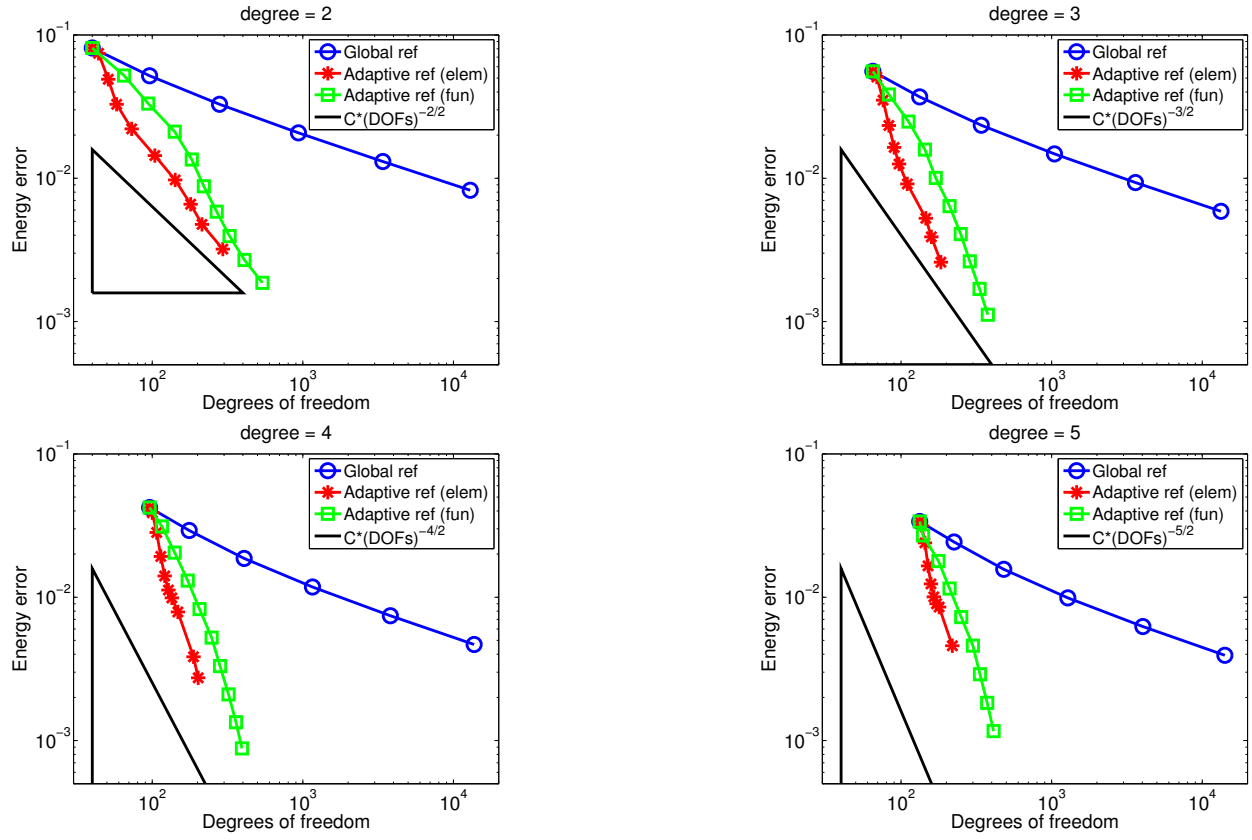 degree = 2
10^-1
10^-2
10^-3
Energy error
10^2
10^3
10^4
Degrees of freedom
Global ref
Adaptive ref (elem)
Adaptive ref (fun)
C*(DOFs)^-2/2
degree = 3
10^-1
10^-2
10^-3
Energy error
10^2
10^3
10^4
Degrees of freedom
Global ref
Adaptive ref (elem)
Adaptive ref (fun)
C*(DOFs)^-3/2
degree = 4
10^-1
10^-2
10^-3
Energy error
10^2
10^3
10^4
Degrees of freedom
Global ref
Adaptive ref (elem)
Adaptive ref (fun)
C*(DOFs)^-4/2
degree = 5
10^-1
10^-2
10^-3
Energy error
10^2
10^3
10^4
Degrees of freedom
Global ref
Adaptive ref (elem)
Adaptive ref (fun)
C*(DOFs)^-5/2